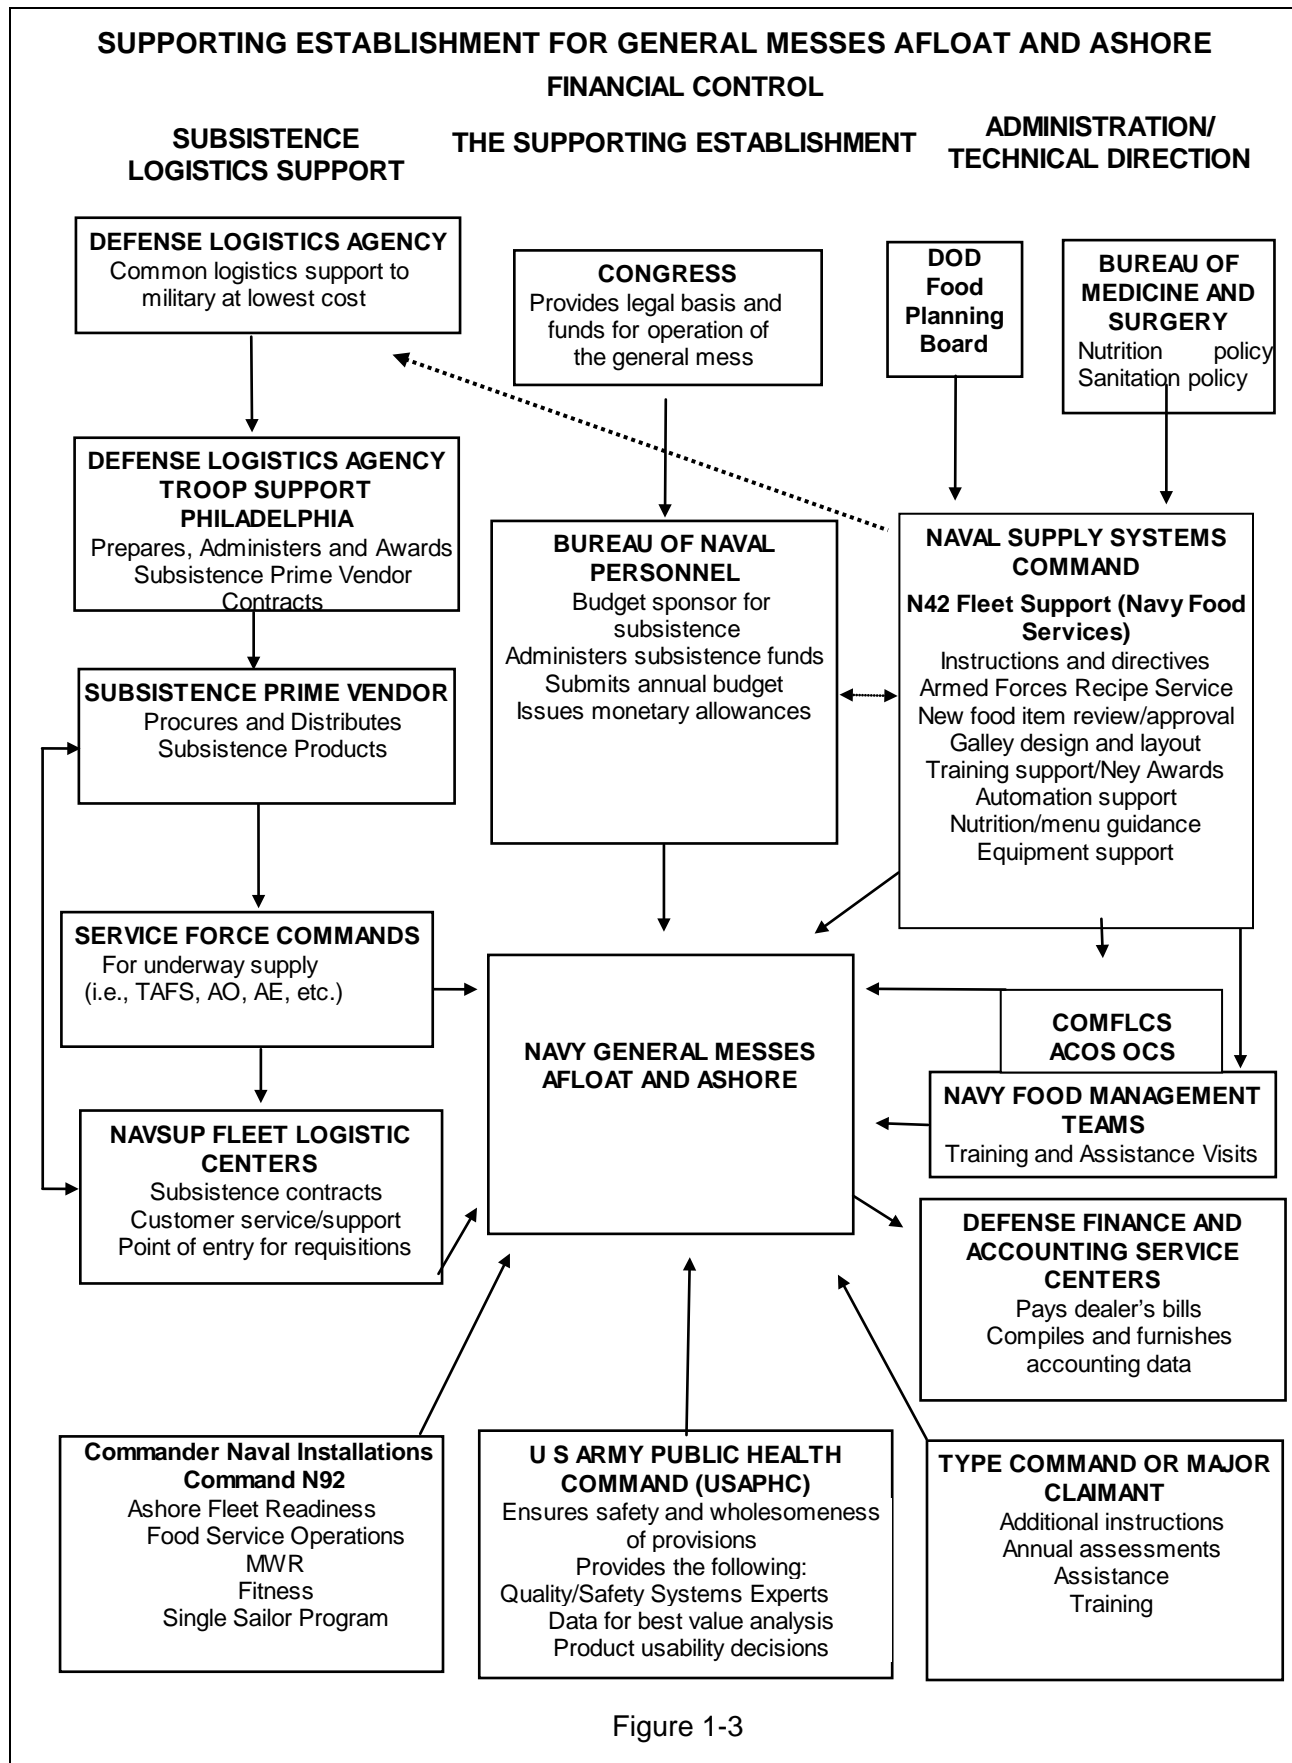 SUPPORTING ESTABLISHMENT FOR GENERAL MESSES AFLOAT AND ASHORE
FINANCIAL CONTROL
SUBSISTENCE
LOGISTICS SUPPORT
THE SUPPORTING ESTABLISHMENT
ADMINISTRATION/
TECHNICAL DIRECTION
DEFENSE LOGISTICS AGENCY
Common logistics support to
military at lowest cost
CONGRESS
Provides legal basis and
funds for operation of
the general mess
DOD
Food
Planning
Board
BUREAU OF
MEDICINE AND
SURGERY
Nutrition policy
Sanitation policy
DEFENSE LOGISTICS AGENCY
TROOP SUPPORT
PHILADELPHIA
Prepares, Administers and Awards
Subsistence Prime Vendor
Contracts
BUREAU OF NAVAL
PERSONNEL
Budget sponsor for
subsistence
Administers subsistence funds
Submits annual budget
Issues monetary allowances
NAVAL SUPPLY SYSTEMS
COMMAND
N42 Fleet Support (Navy Food
Services)
Instructions and directives
Armed Forces Recipe Service
New food item review/approval
Galley design and layout
Training support/Ney Awards
Automation support
Nutrition/menu guidance
Equipment support
SUBSISTENCE PRIME VENDOR
Procures and Distributes
Subsistence Products
SERVICE FORCE COMMANDS
For underway supply
(i.e., TAFS, AO, AE, etc.)
NAVY GENERAL MESSES
AFLOAT AND ASHORE
COMFLCS
ACOS OCS
NAVY FOOD MANAGEMENT
TEAMS
Training and Assistance Visits
NAVSUP FLEET LOGISTIC
CENTERS
Subsistence contracts
Customer service/support
Point of entry for requisitions
DEFENSE FINANCE AND
ACCOUNTING SERVICE
CENTERS
Pays dealer's bills
Compiles and furnishes
accounting data
Commander Naval Installations
Command N92
Ashore Fleet Readiness
Food Service Operations
MWR
Fitness
Single Sailor Program
U S ARMY PUBLIC HEALTH
COMMAND (USAPHC)
Ensures safety and wholesomeness
of provisions
Provides the following:
Quality/Safety Systems Experts
Data for best value analysis
Product usability decisions
TYPE COMMAND OR MAJOR
CLAIMANT
Additional instructions
Annual assessments
Assistance
Training
Figure 1-3